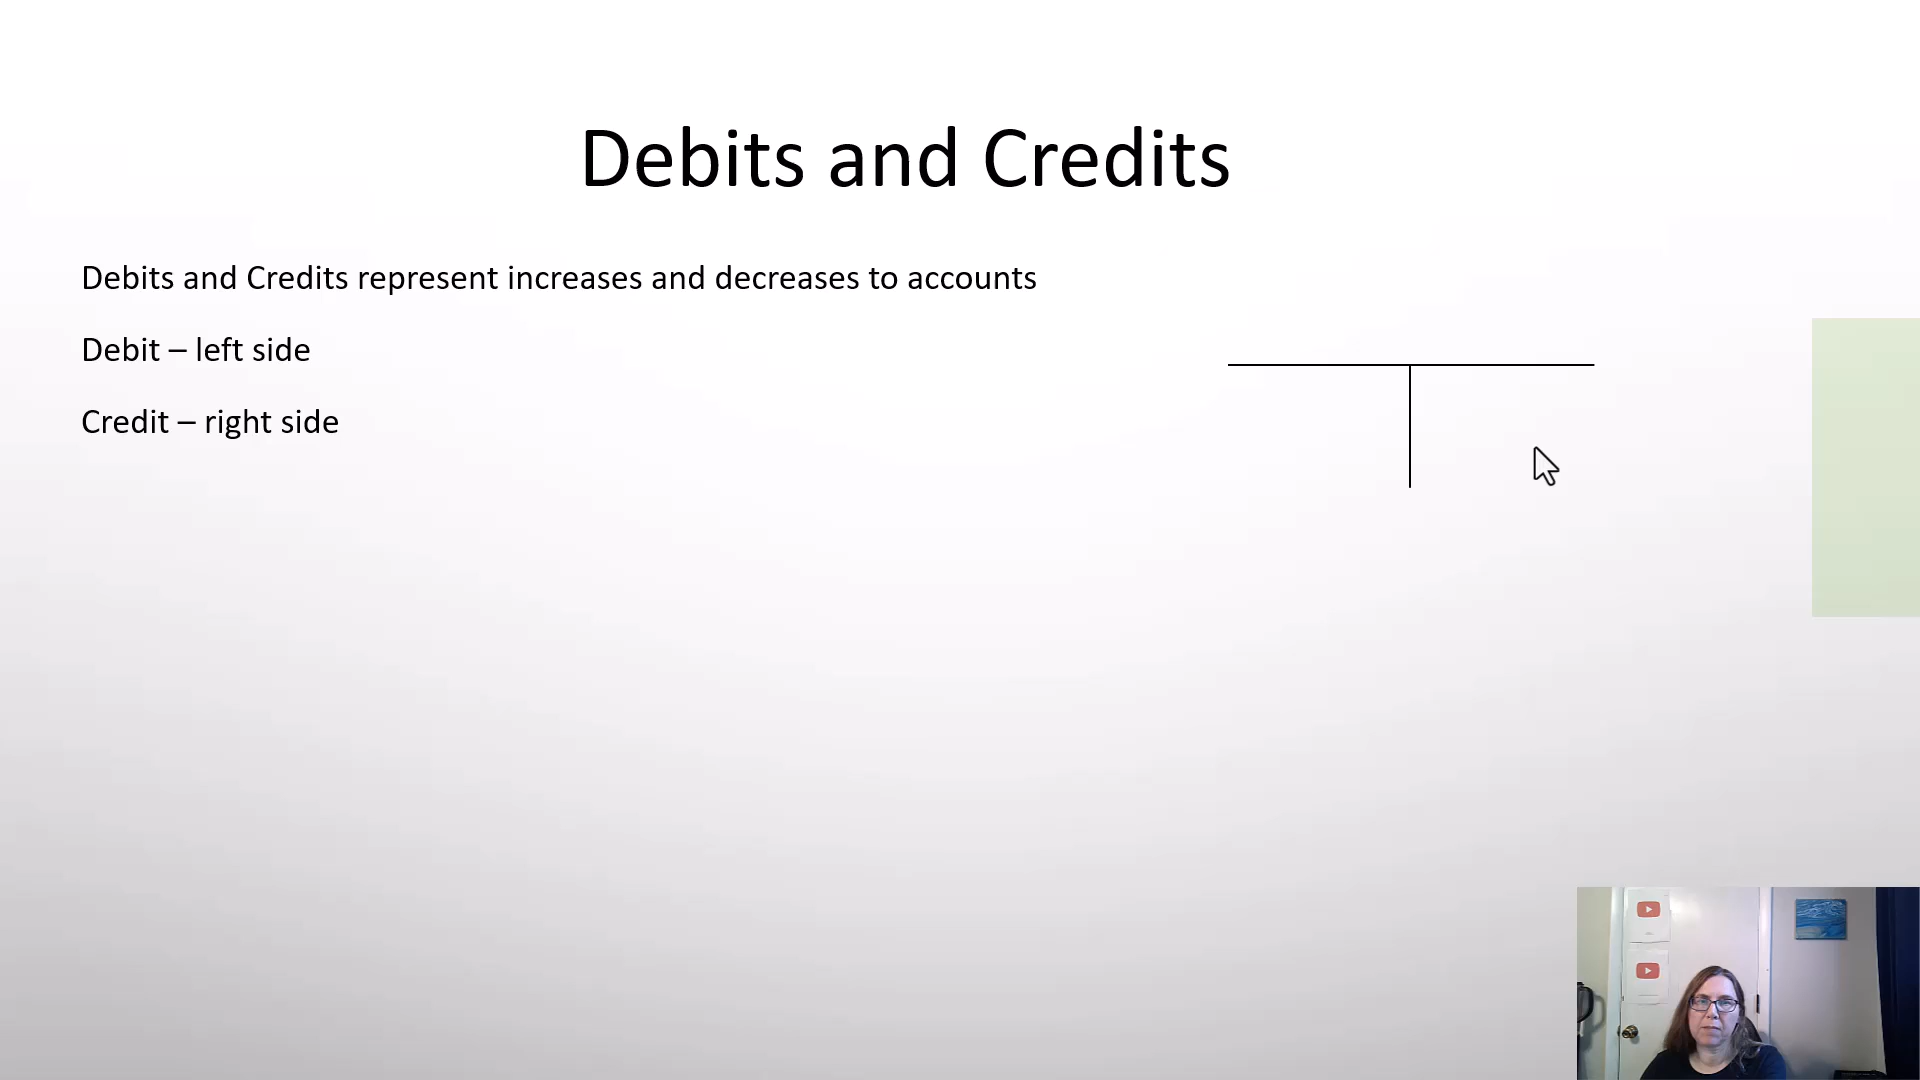 Debits and Credits
Debits and Credits represent increases and decreases to accounts
Debit – left side
Credit – right side